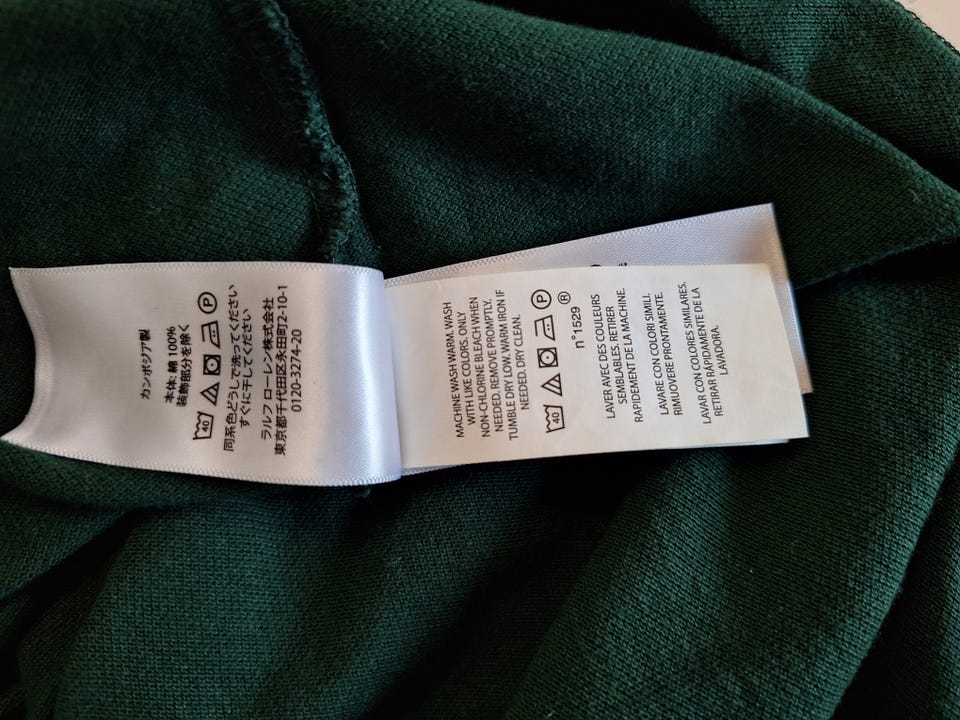 カンボジア製
本体: 綿 100%
装飾部分を除く
40 P
同系色どうしで洗ってください
すぐに干してください
ラルフ ローレン株式会社
東京都千代田区永田町2-10-1
0120-3274-20
MACHINE WASH WARM. WASH
WITH LIKE COLORS. ONLY
NON-CHLORINE BLEACH WHEN
NEEDED. REMOVE PROMPTLY.
TUMBLE DRY LOW. WARM IRON IF
NEEDED. DRY CLEAN.
40 P
®
n°1529
LAVER AVEC DES COULEURS
SEMBLABLES. RETIRER
RAPIDEMENT DE LA MACHINE.
LAVARE CON COLORI SIMILI.
RIMUOVERE PRONTAMENTE.
LAVAR CON COLORES SIMILARES.
RETIRAR RÁPIDAMENTE DE LA
LAVADORA.